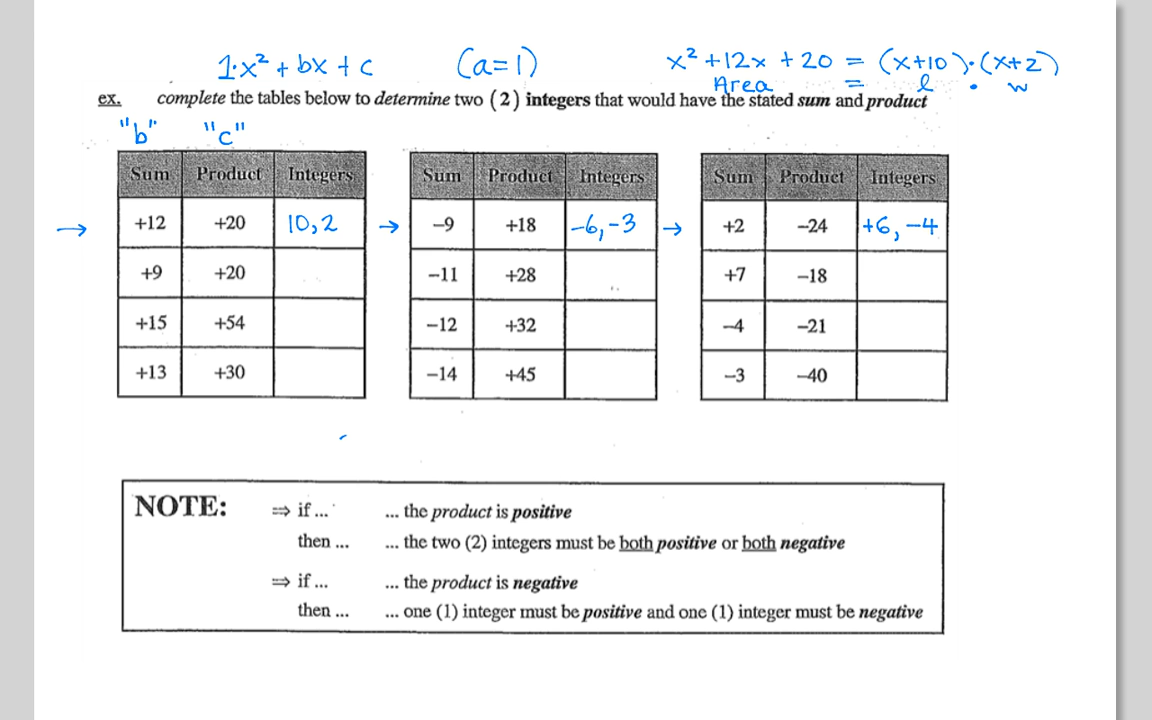 1·x² + bx + c (a=1) x² +12x + 20 = (x+10)·(x+2)
Area = l · w
ex. complete the tables below to determine two (2) integers that would have the stated sum and product
"b" "c"
Sum Product Integers
→ +12 +20 10,2
+9 +20
+15 +54
+13 +30
Sum Product Integers
→ –9 +18 -6,-3
–11 +28
–12 +32
–14 +45
Sum Product Integers
→ +2 –24 +6,-4
+7 –18
–4 –21
–3 –40
NOTE: ⇒ if ... ... the product is positive
then ... ... the two (2) integers must be both positive or both negative
⇒ if ... ... the product is negative
then ... ... one (1) integer must be positive and one (1) integer must be negative